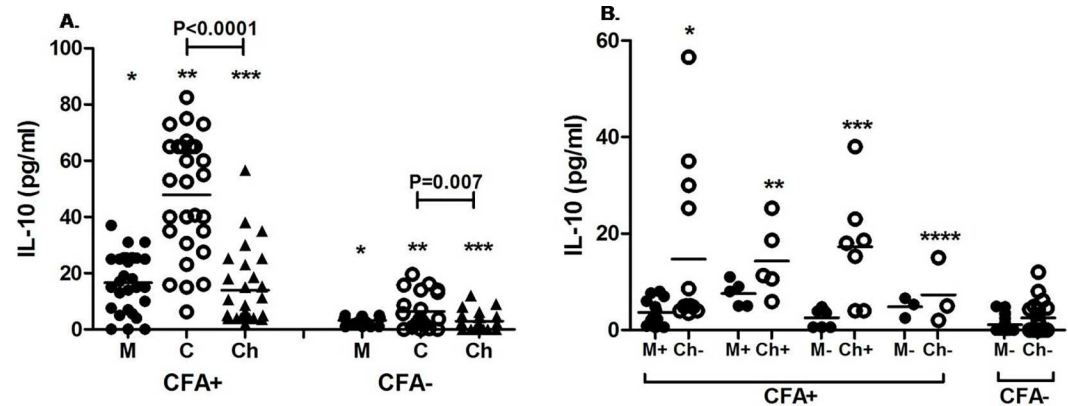 A.
P<0.0001
* ** ***
100
80
60
40
20
0
IL-10 (pg/ml)
P=0.007
* ** ***
M C Ch M C Ch
CFA+ CFA-
B.
*
60
40
20
0
IL-10 (pg/ml)
***
**
****
M+ Ch- M+ Ch+ M- Ch+ M- Ch- M- Ch-
CFA+ CFA-